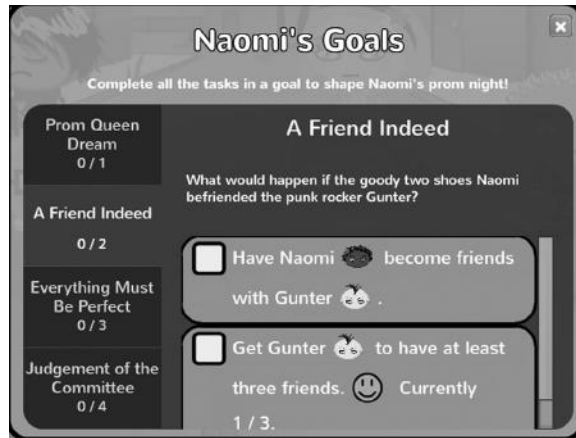 Naomi's Goals
Complete all the tasks in a goal to shape Naomi's prom night!
Prom Queen
Dream
0 / 1
A Friend Indeed
0 / 2
Everything Must
Be Perfect
0 / 3
Judgement of the
Committee
0 / 4
A Friend Indeed
What would happen if the goody two shoes Naomi
befriended the punk rocker Gunter?
Have Naomi become friends
with Gunter .
Get Gunter to have at least
three friends. Currently
1 / 3.